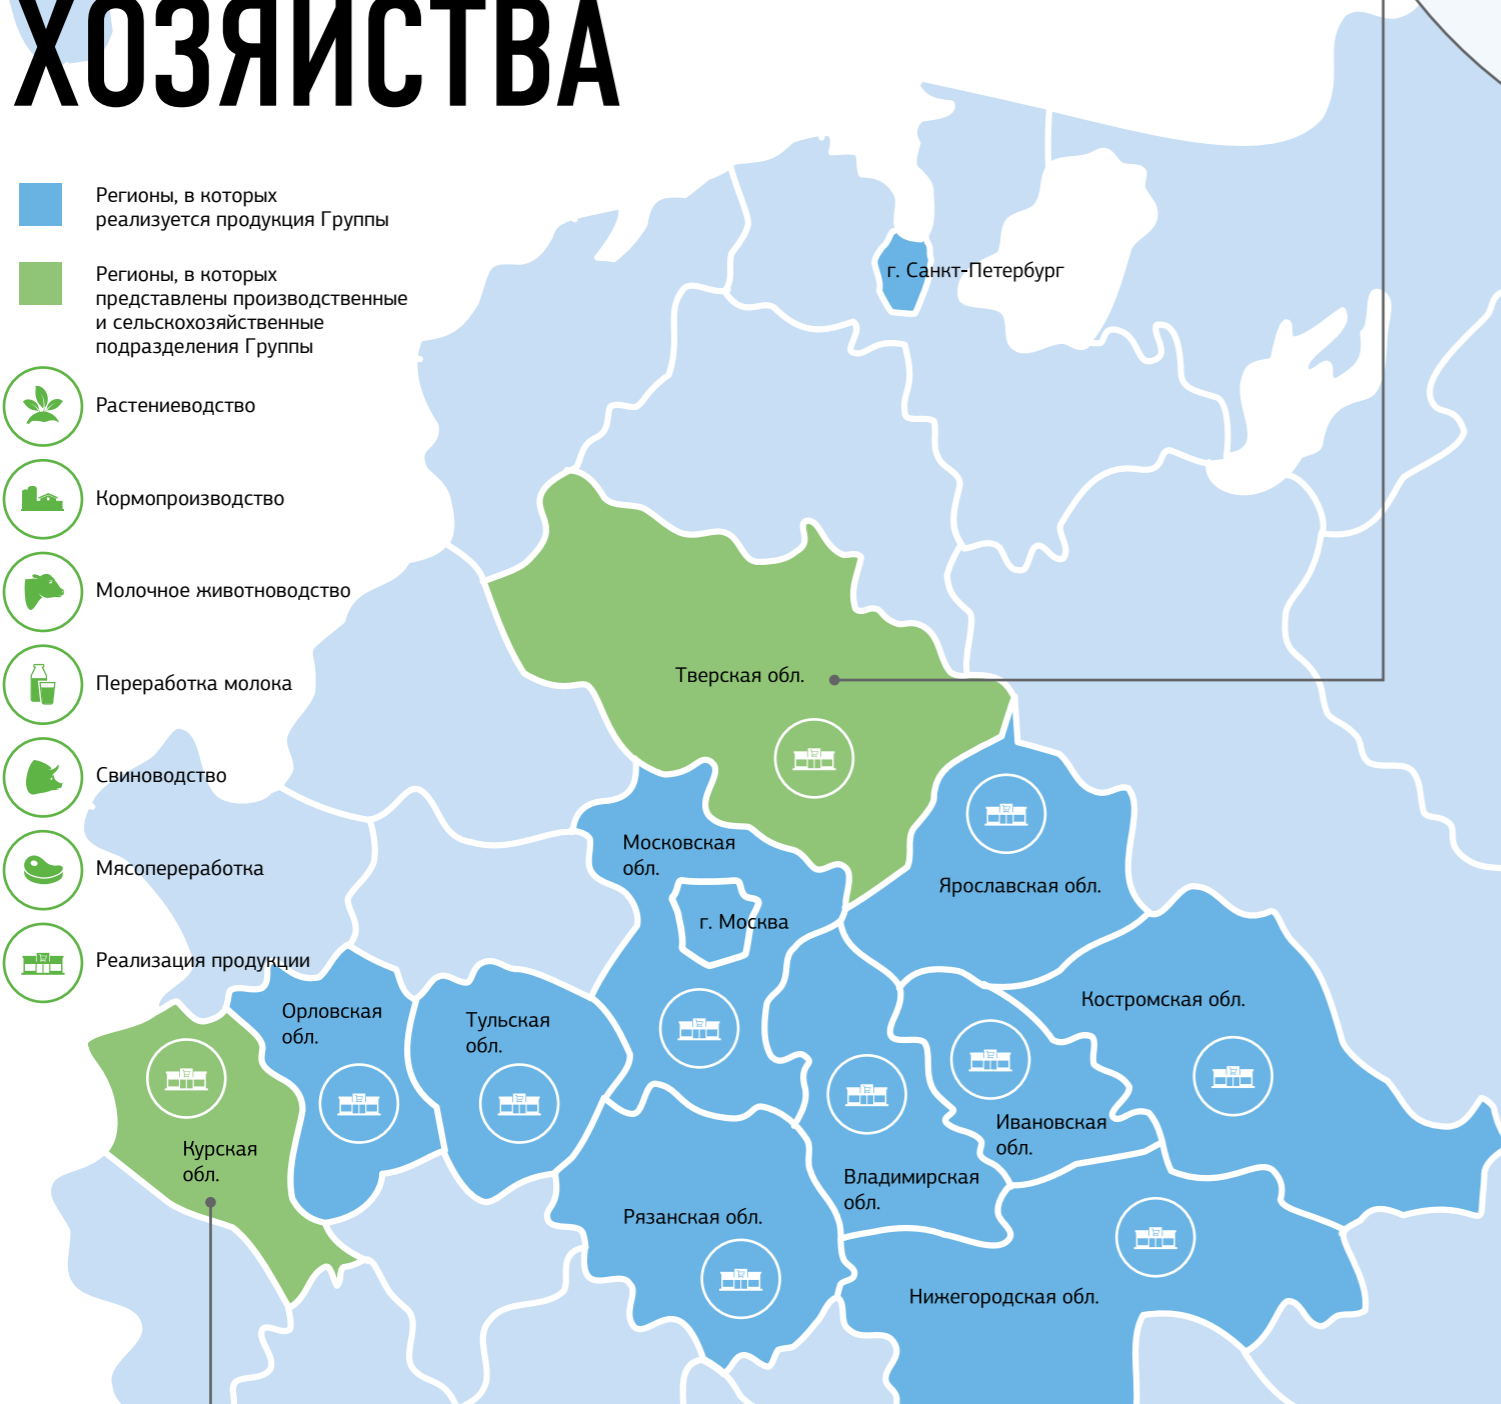 ХОЗЯЙСТВА
Регионы, в которых
реализуется продукция Группы
Регионы, в которых
представлены производственные
и сельскохозяйственные
подразделения Группы
Растениеводство
Кормопроизводство
Молочное животноводство
Переработка молока
Свиноводство
Мясопереработка
Реализация продукции
г. Санкт-Петербург
Тверская обл.
Московская
обл.
г. Москва
Ярославская обл.
Костромская обл.
Орловская
обл.
Тульская
обл.
Ивановская
обл.
Курская
обл.
Владимирская
обл.
Рязанская обл.
Нижегородская обл.